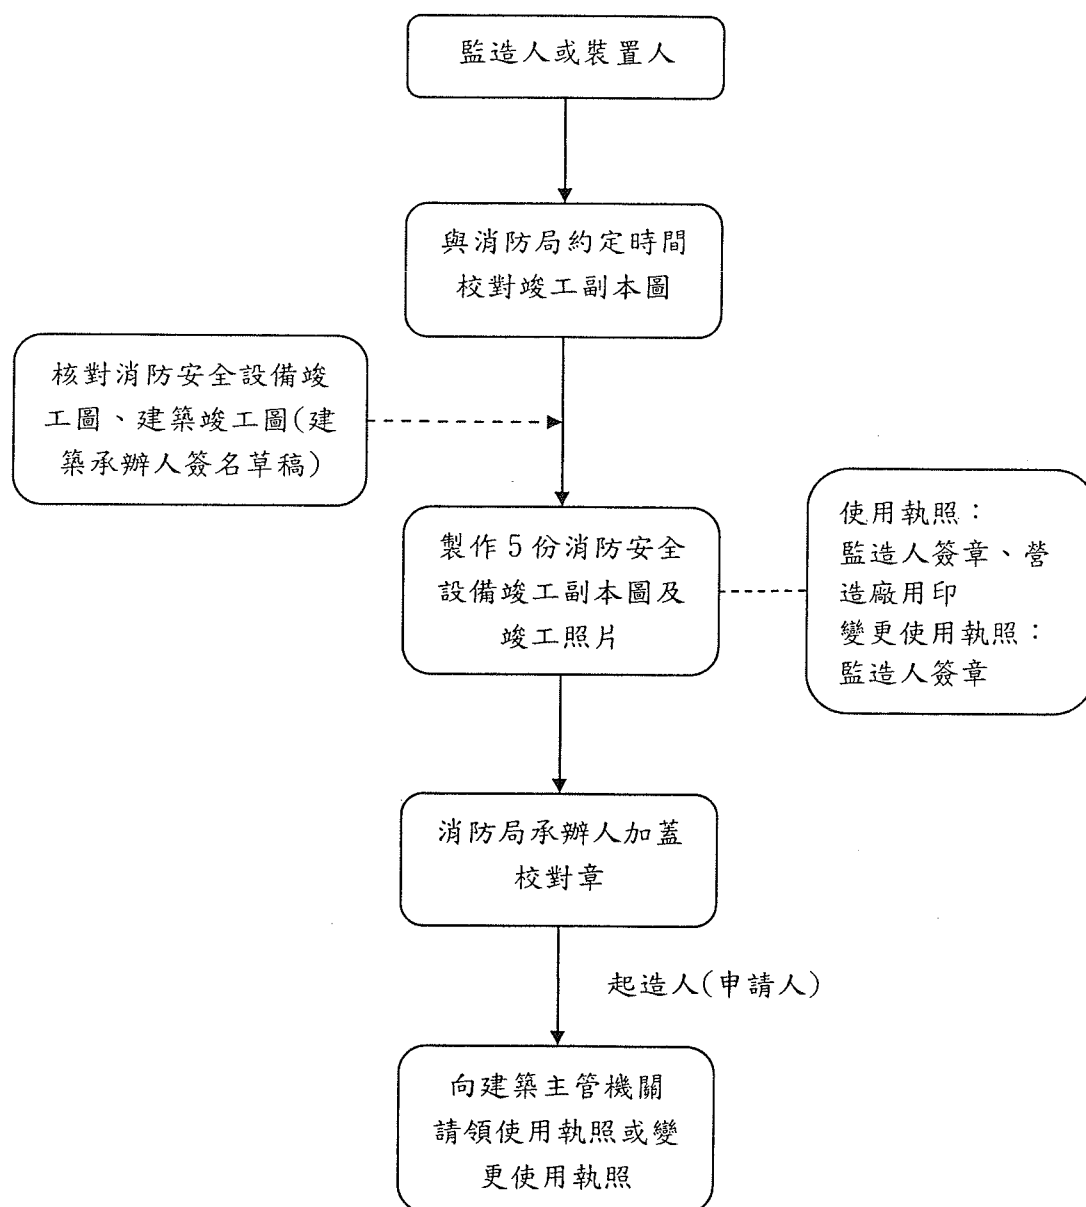 監造人或裝置人
與消防局約定時間
校對竣工副本圖
核對消防安全設備竣
工圖、建築竣工圖(建
築承辦人簽名草稿)
製作5份消防安全
設備竣工副本圖及
竣工照片
使用執照：
監造人簽章、營
造廠用印
變更使用執照：
監造人簽章
消防局承辦人加蓋
校對章
起造人(申請人)
向建築主管機關
請領使用執照或變
更使用執照